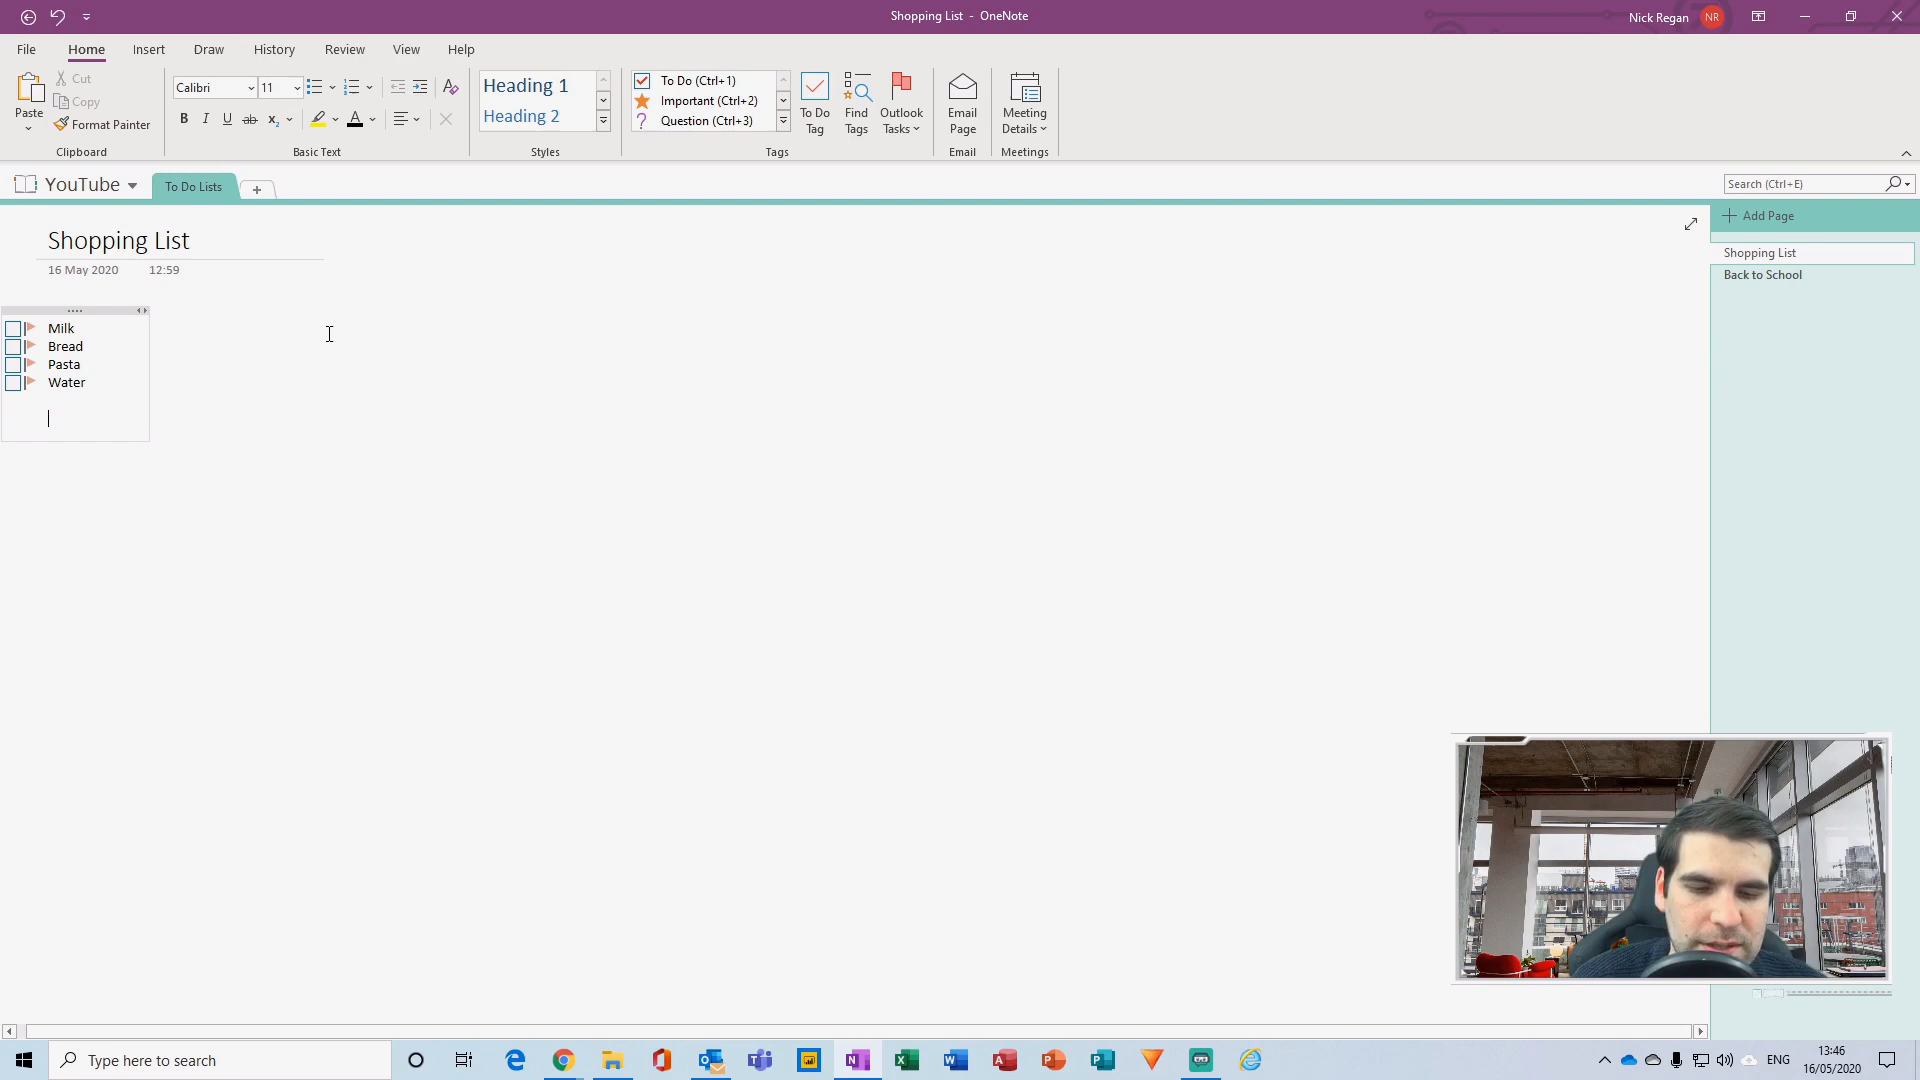 Shopping List - OneNote
Nick Regan
NR
File
Home
Insert
Draw
History
Review
View
Help
Paste
Cut
Copy
Format Painter
Clipboard
Calibri
11
B I U ab x₂
A
Basic Text
Heading 1
Heading 2
Styles
To Do (Ctrl+1)
Important (Ctrl+2)
? Question (Ctrl+3)
To Do
Tag
Find
Tags
Outlook
Tasks
Tags
Email
Page
Email
Meeting
Details
Meetings
YouTube
To Do Lists
Search (Ctrl+E)
Add Page
Shopping List
Back to School
Shopping List
16 May 2020
12:59
Milk
Bread
Pasta
Water
Type here to search
ENG
13:46
16/05/2020